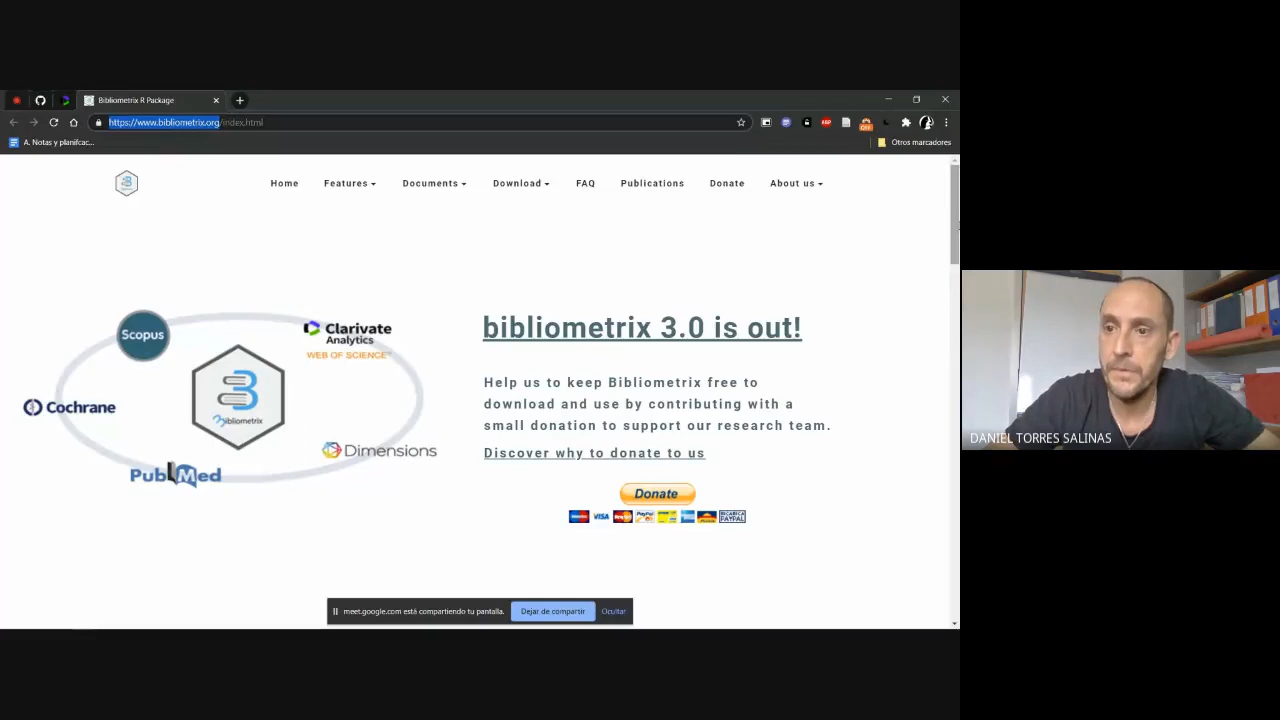 Bibliometrix R Package
https://www.bibliometrix.org/index.html
A. Notas y planifcac...
Otros marcadores
Home Features Documents Download FAQ Publications Donate About us
Scopus
Clarivate
Analytics
WEB OF SCIENCE
Cochrane
Bibliometrix
Dimensions
PubMed
bibliometrix 3.0 is out!
Help us to keep Bibliometrix free to
download and use by contributing with a
small donation to support our research team.
Discover why to donate to us
Donate
VISA
DANIEL TORRES SALINAS
meet.google.com está compartiendo tu pantalla. Dejar de compartir Ocultar